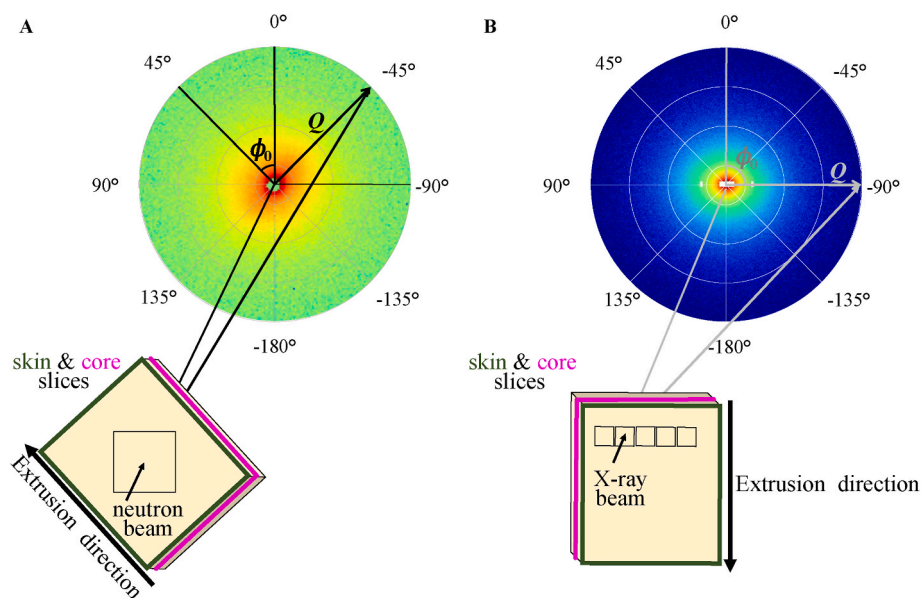 A
0°
45°
-45°
Q
ϕ₀
90°
-90°
135°
-135°
-180°
skin & core
slices
Extrusion direction
neutron
beam
B
0°
45°
-45°
ϕ₀
Q
90°
-90°
135°
-135°
-180°
skin & core
slices
X-ray
beam
Extrusion direction